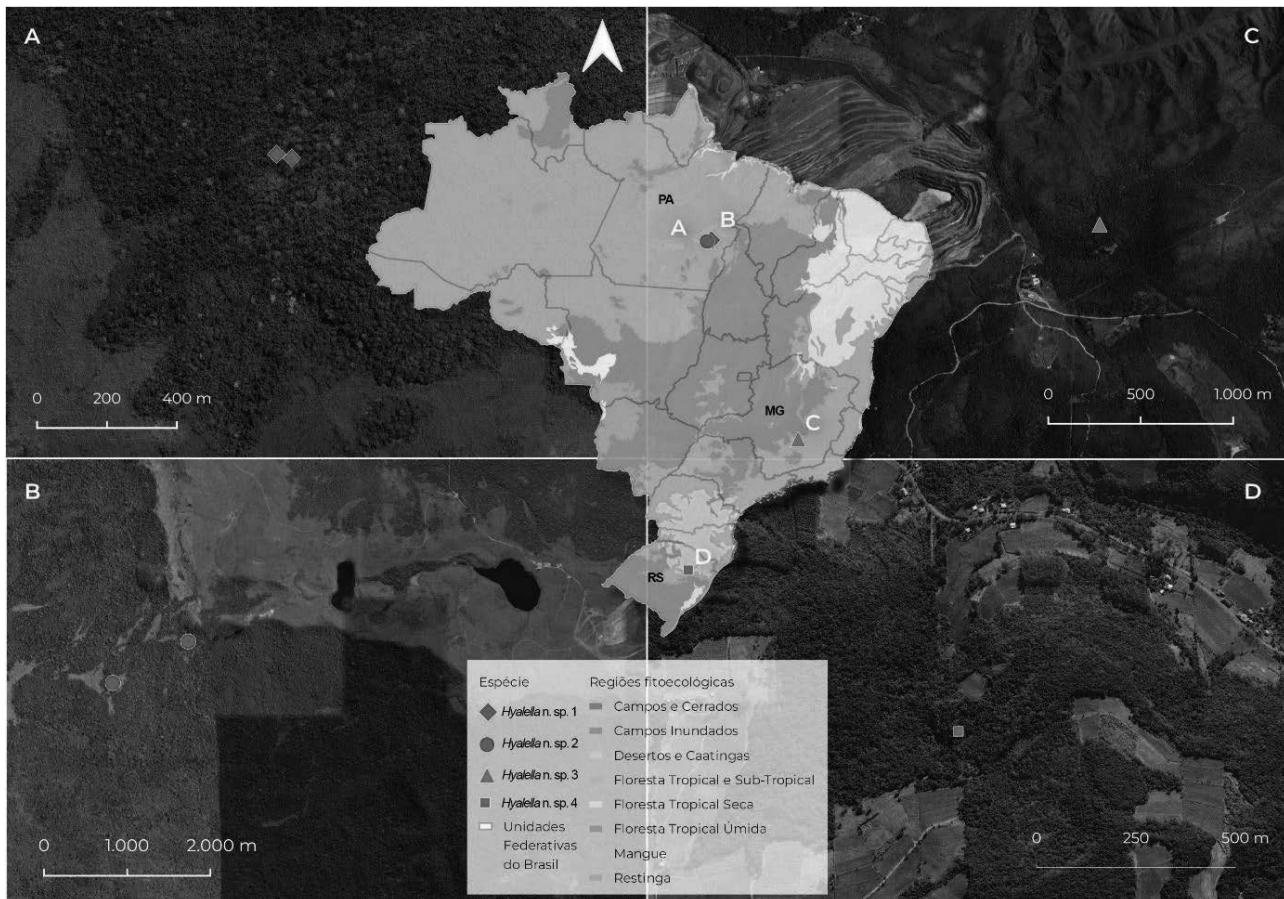 A
C
PA
A
B
0 200 400 m
0 500 1.000 m
MG
C
B
D
D
RS
Espécie
Hyalella n. sp. 1
Hyalella n. sp. 2
Hyalella n. sp. 3
Hyalella n. sp. 4
Unidades
Federativas
do Brasil
Regiões fitoecológicas
Campos e Cerrados
Campos Inundados
Desertos e Caatingas
Floresta Tropical e Sub-Tropical
Floresta Tropical Seca
Floresta Tropical Úmida
Mangue
Restinga
0 1.000 2.000 m
0 250 500 m